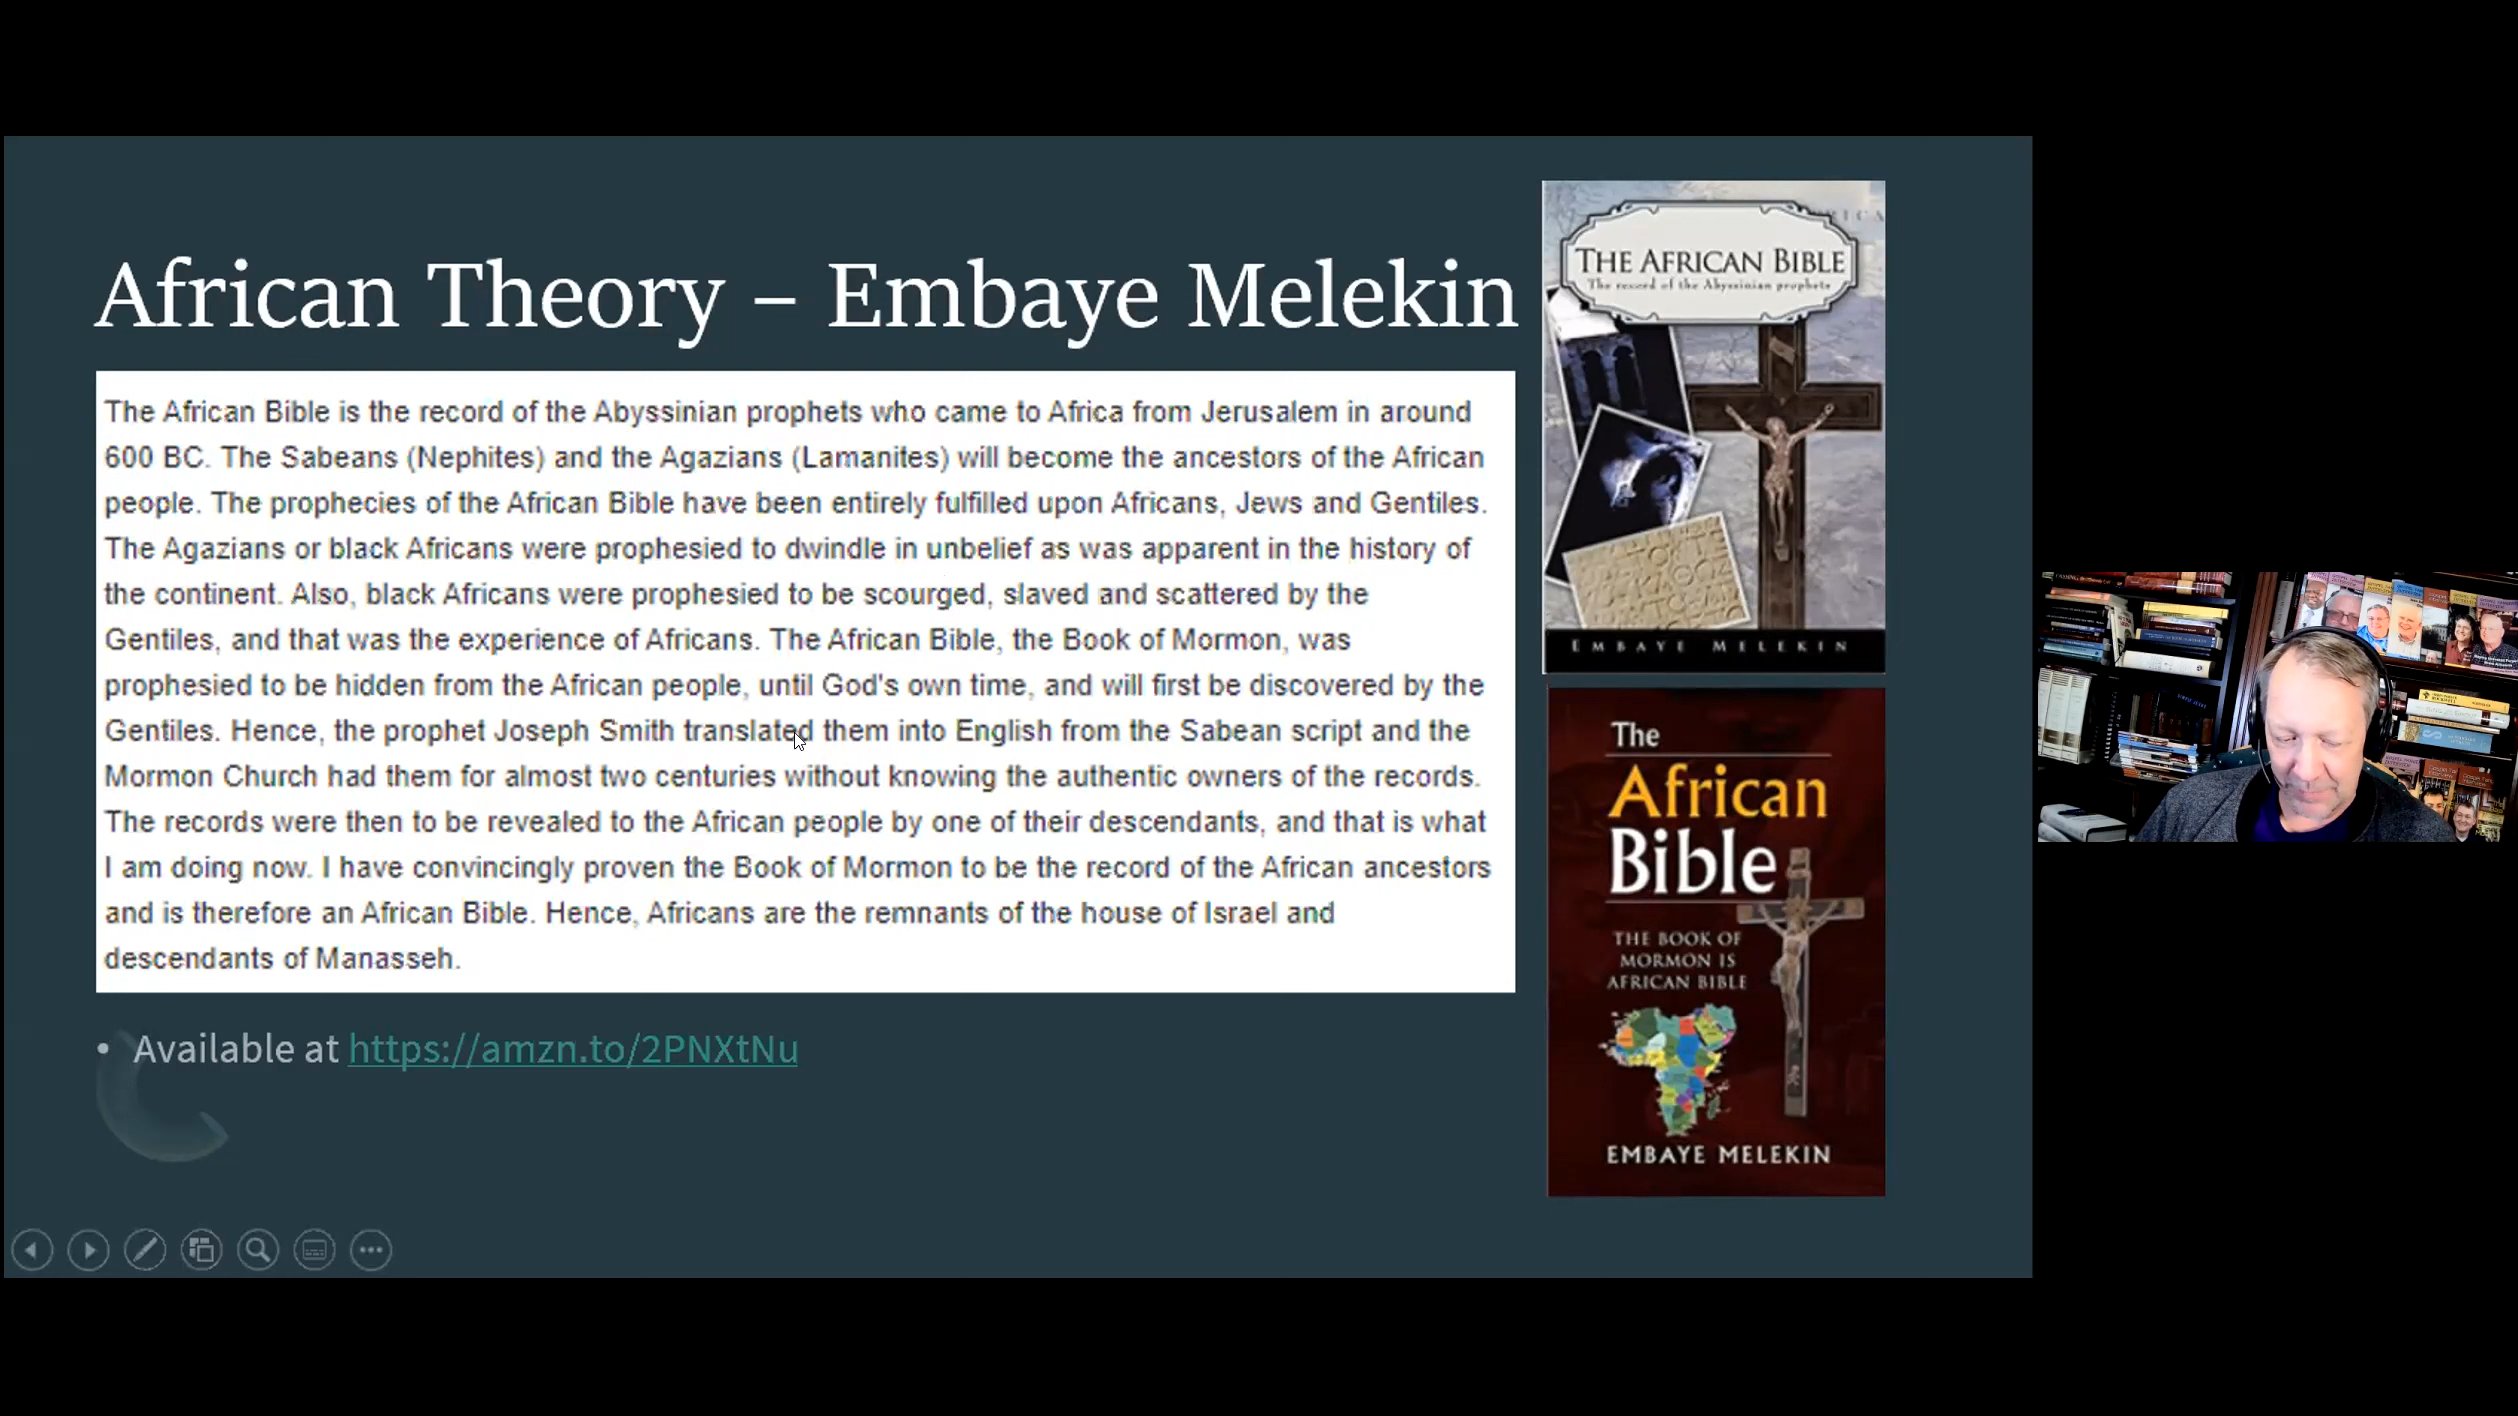 African Theory – Embaye Melekin
The African Bible is the record of the Abyssinian prophets who came to Africa from Jerusalem in around
600 BC. The Sabeans (Nephites) and the Agazians (Lamanites) will become the ancestors of the African
people. The prophecies of the African Bible have been entirely fulfilled upon Africans, Jews and Gentiles.
The Agazians or black Africans were prophesied to dwindle in unbelief as was apparent in the history of
the continent. Also, black Africans were prophesied to be scourged, slaved and scattered by the
Gentiles, and that was the experience of Africans. The African Bible, the Book of Mormon, was
prophesied to be hidden from the African people, until God's own time, and will first be discovered by the
Gentiles. Hence, the prophet Joseph Smith translated them into English from the Sabean script and the
Mormon Church had them for almost two centuries without knowing the authentic owners of the records.
The records were then to be revealed to the African people by one of their descendants, and that is what
I am doing now. I have convincingly proven the Book of Mormon to be the record of the African ancestors
and is therefore an African Bible. Hence, Africans are the remnants of the house of Israel and
descendants of Manasseh.
• Available at https://amzn.to/2PNXtNu
THE AFRICAN BIBLE
The record of the Abyssinian prophets
EMBAYE MELEKIN
The
African
Bible
THE BOOK OF
MORMON IS
AFRICAN BIBLE
EMBAYE MELEKIN